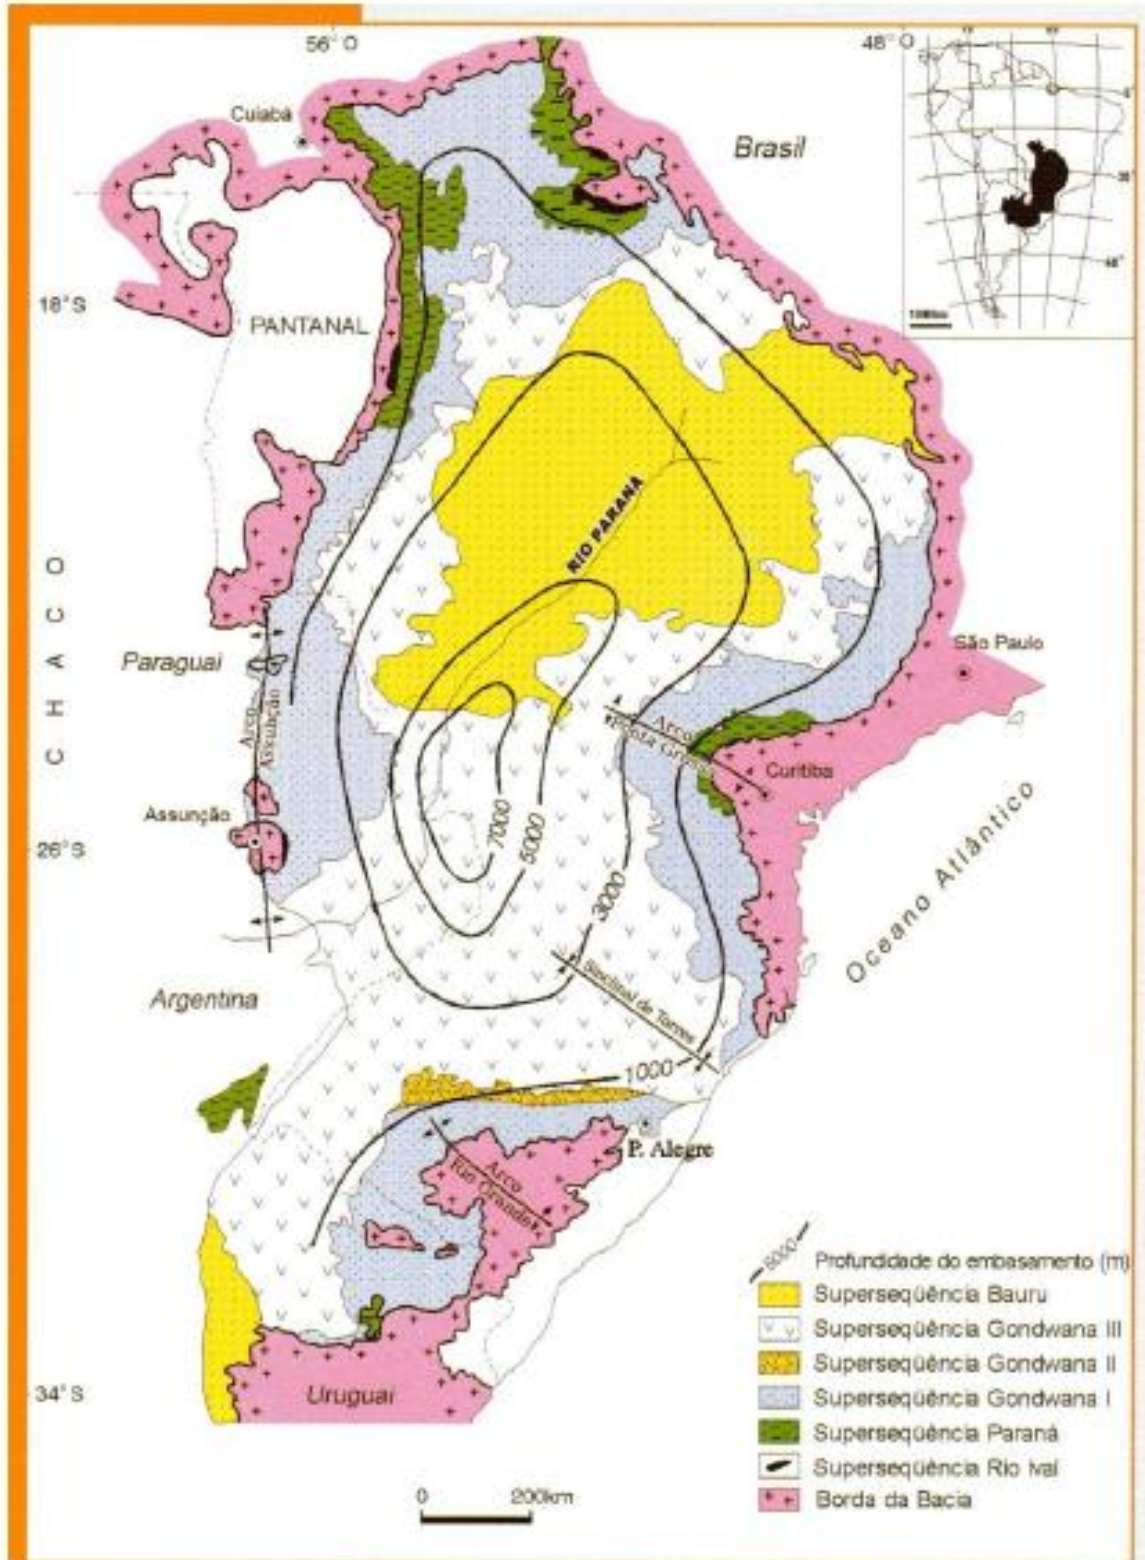 56° O
48° O
Cuiabá
Brasil
18° S
PANTANAL
RIO PARANÁ
CHACO
Paraguai
São Paulo
Arco
Assunção
Arco
Ponta Grossa
Curitiba
Assunção
26° S
7000
5000
3000
Oceano Atlântico
Argentina
Sinclinal de Torres
1000
P. Alegre
Arco
Rio Grande
34° S
Uruguai
0 200km
Profundidade do embasamento (m)
Superseqüência Bauru
Superseqüência Gondwana III
Superseqüência Gondwana II
Superseqüência Gondwana I
Superseqüência Paraná
Superseqüência Rio Ivaí
Borda da Bacia